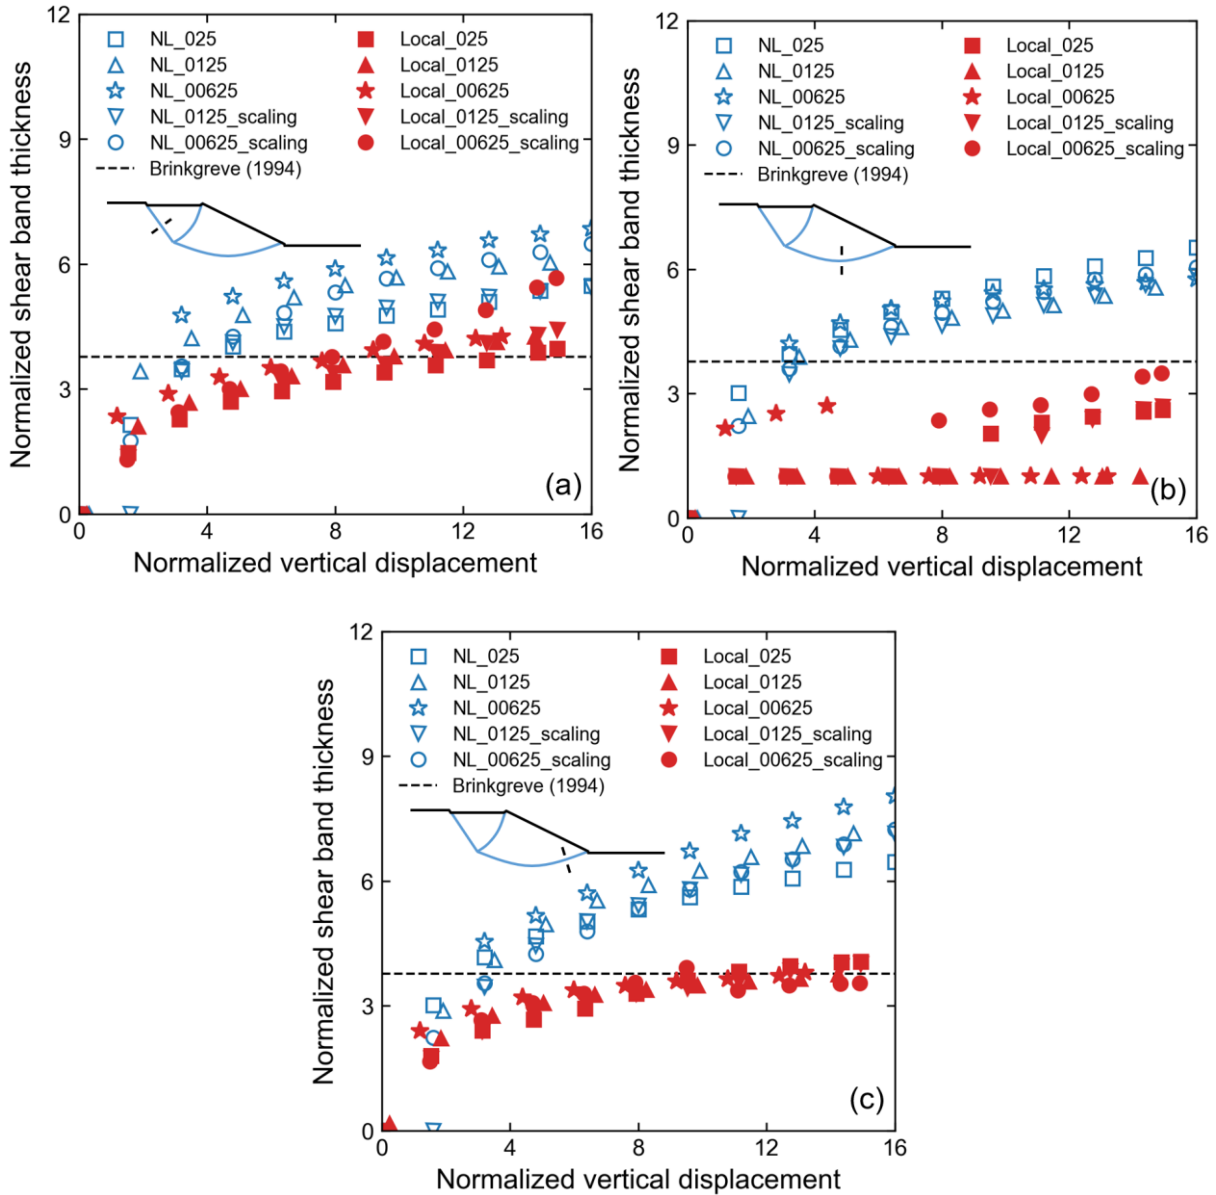 12
9
6
3
0
Normalized shear band thickness
NL_025
NL_0125
NL_00625
NL_0125_scaling
NL_00625_scaling
Brinkgreve (1994)
Local_025
Local_0125
Local_00625
Local_0125_scaling
Local_00625_scaling
(a)
0 4 8 12 16
Normalized vertical displacement
12
9
6
3
0
Normalized shear band thickness
NL_025
NL_0125
NL_00625
NL_0125_scaling
NL_00625_scaling
Brinkgreve (1994)
Local_025
Local_0125
Local_00625
Local_0125_scaling
Local_00625_scaling
(b)
0 4 8 12 16
Normalized vertical displacement
12
9
6
3
0
Normalized shear band thickness
NL_025
NL_0125
NL_00625
NL_0125_scaling
NL_00625_scaling
Brinkgreve (1994)
Local_025
Local_0125
Local_00625
Local_0125_scaling
Local_00625_scaling
(c)
0 4 8 12 16
Normalized vertical displacement